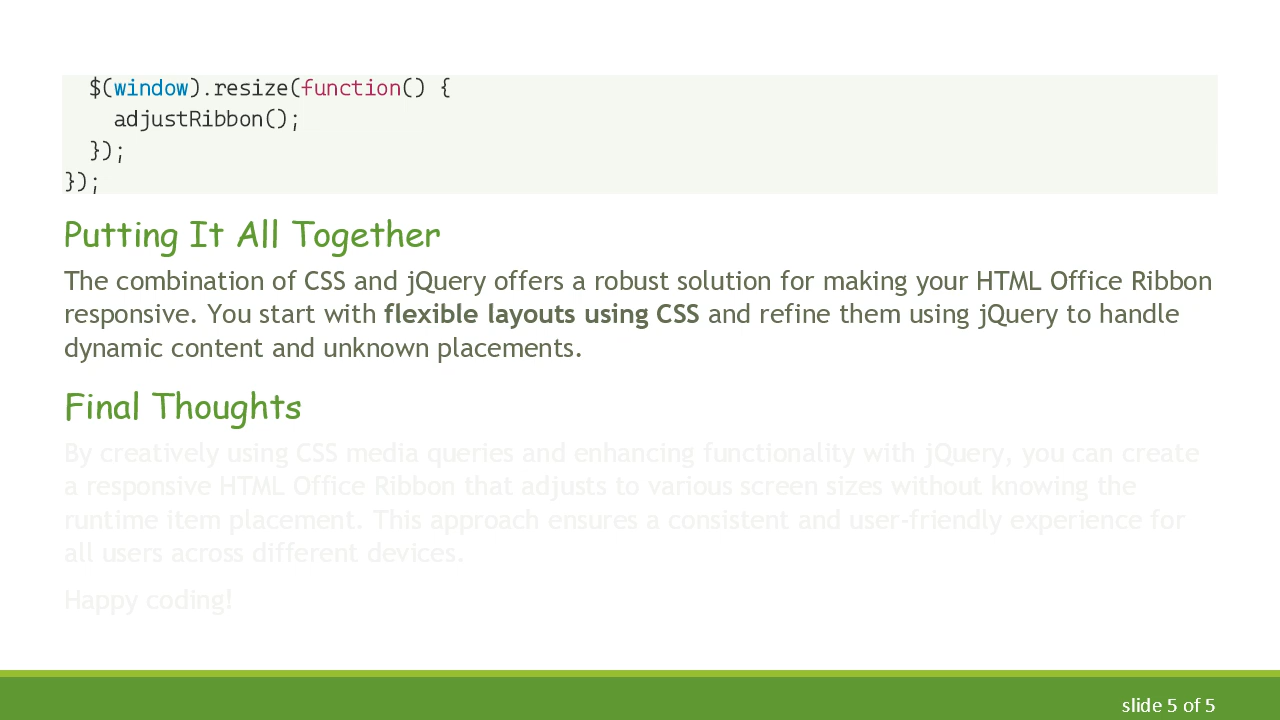 $(window).resize(function() {
adjustRibbon();
});
});
Putting It All Together
The combination of CSS and jQuery offers a robust solution for making your HTML Office Ribbon
responsive. You start with flexible layouts using CSS and refine them using jQuery to handle
dynamic content and unknown placements.
Final Thoughts
By creatively using CSS media queries and enhancing functionality with jQuery, you can create
a responsive HTML Office Ribbon that adjusts to various screen sizes without knowing the
runtime item placement. This approach ensures a consistent and user-friendly experience for
all users across different devices.
Happy coding!
slide 5 of 5